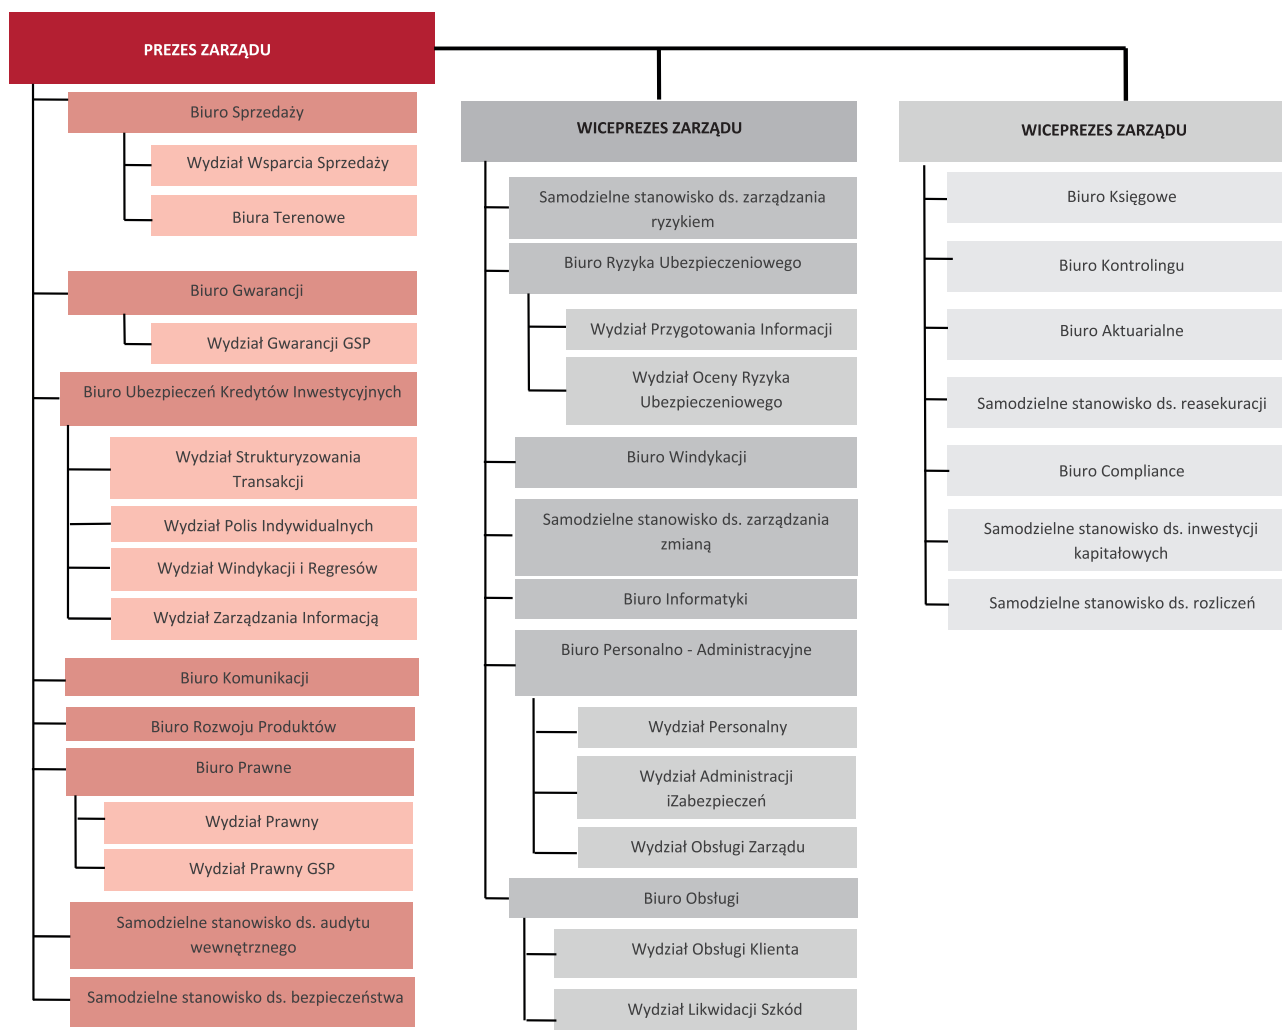 PREZES ZARZĄDU
Biuro Sprzedaży
Wydział Wsparcia Sprzedaży
Biura Terenowe
Biuro Gwarancji
Wydział Gwarancji GSP
Biuro Ubezpieczeń Kredytów Inwestycyjnych
Wydział Strukturyzowania
Transakcji
Wydział Polis Indywidualnych
Wydział Windykacji i Regresów
Wydział Zarządzania Informacją
Biuro Komunikacji
Biuro Rozwoju Produktów
Biuro Prawne
Wydział Prawny
Wydział Prawny GSP
Samodzielne stanowisko ds. audytu
wewnętrznego
Samodzielne stanowisko ds. bezpieczeństwa
WICEPREZES ZARZĄDU
Samodzielne stanowisko ds. zarządzania
ryzykiem
Biuro Ryzyka Ubezpieczeniowego
Wydział Przygotowania Informacji
Wydział Oceny Ryzyka
Ubezpieczeniowego
Biuro Windykacji
Samodzielne stanowisko ds. zarządzania
zmianą
Biuro Informatyki
Biuro Personalno - Administracyjne
Wydział Personalny
Wydział Administracji
iZabezpieczeń
Wydział Obsługi Zarządu
Biuro Obsługi
Wydział Obsługi Klienta
Wydział Likwidacji Szkód
WICEPREZES ZARZĄDU
Biuro Księgowe
Biuro Kontrolingu
Biuro Aktuarialne
Samodzielne stanowisko ds. reasekuracji
Biuro Compliance
Samodzielne stanowisko ds. inwestycji
kapitałowych
Samodzielne stanowisko ds. rozliczeń